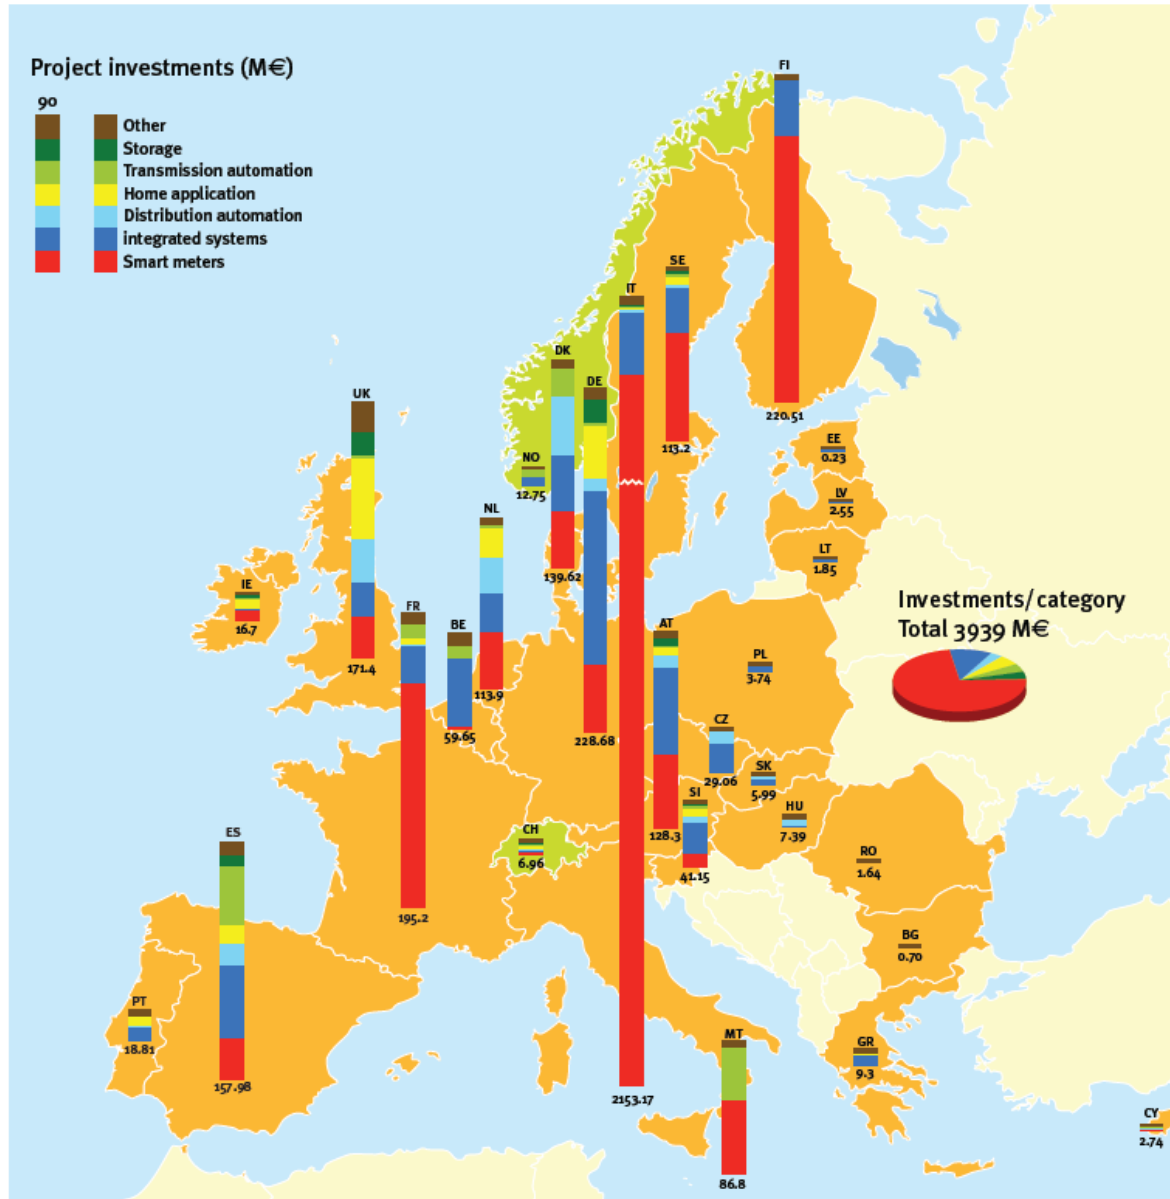 Project investments (M€)
90
Other
Storage
Transmission automation
Home application
Distribution automation
integrated systems
Smart meters
FI
220.51
SE
113.2
IT
2153.17
DK
139.62
DE
228.68
UK
171.4
NO
12.75
EE
0.23
LV
2.55
LT
1.85
NL
113.9
IE
16.7
FR
195.2
BE
59.65
AT
128.3
PL
3.74
Investments/category
Total 3939 M€
CZ
29.06
SK
5.99
SI
41.15
HU
7.39
CH
6.96
RO
1.64
ES
157.98
BG
0.70
PT
18.81
MT
86.8
GR
9.3
CY
2.74